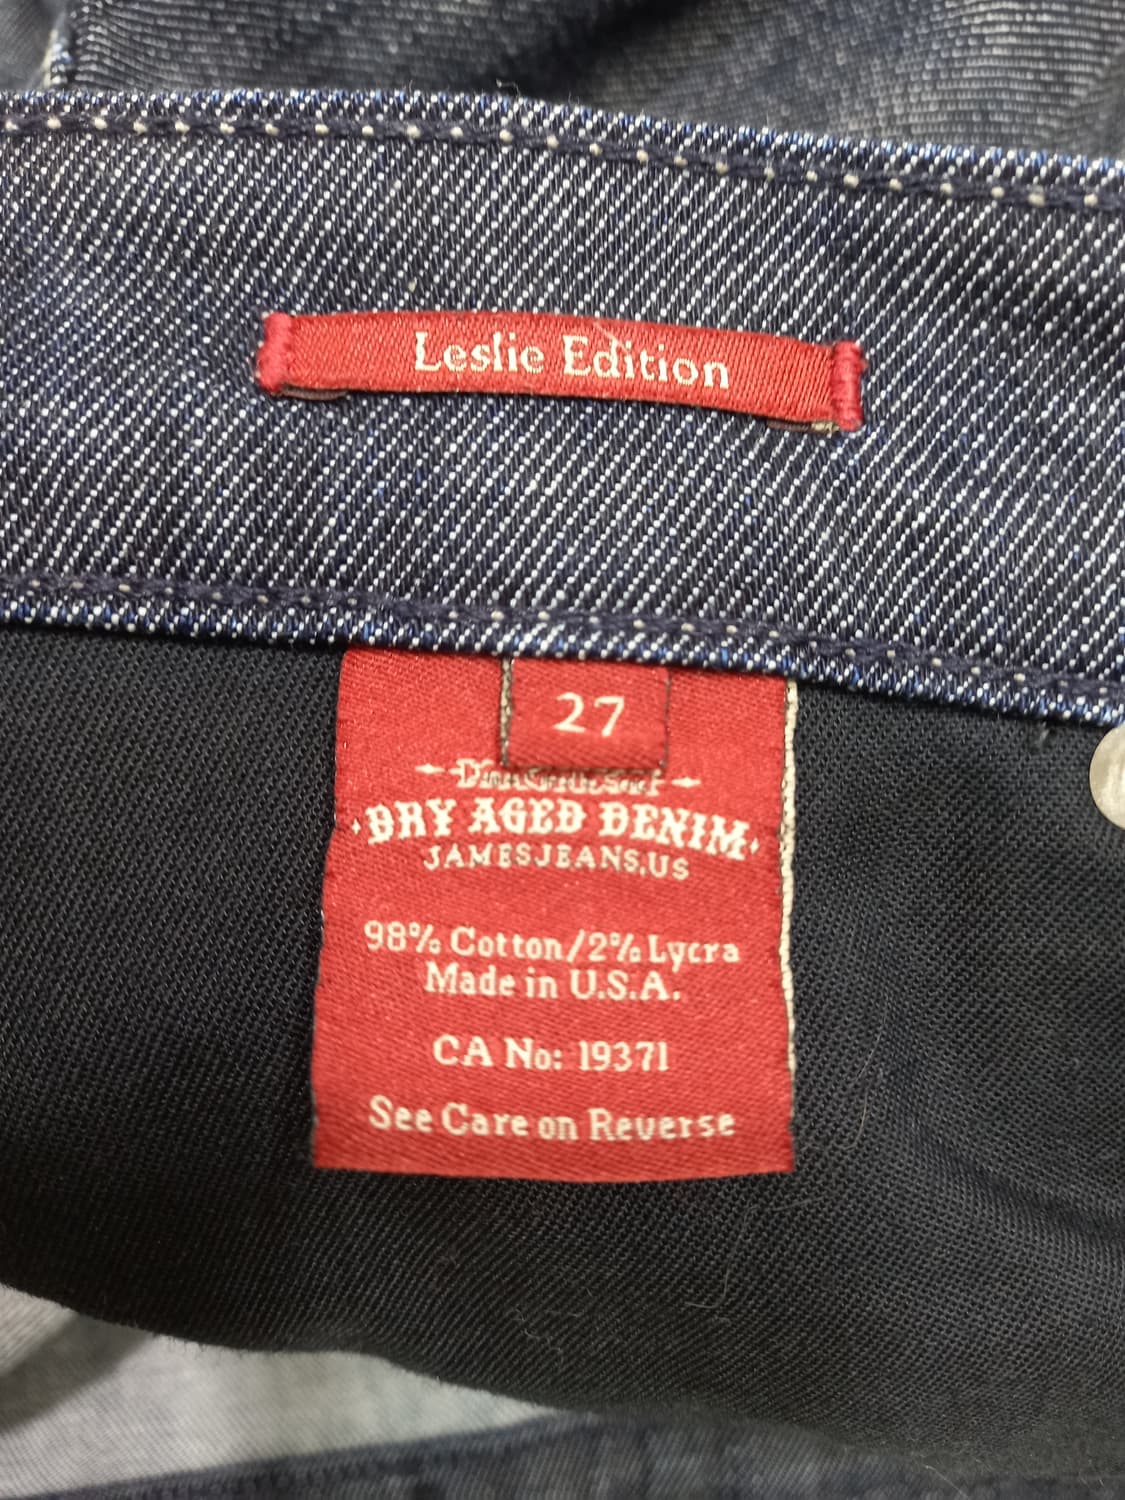 Leslie Edition
27
DRY AGED DENIM
JAMESJEANS.US
98% Cotton/2% Lycra
Made in U.S.A.
CA No: 19371
See Care on Reverse